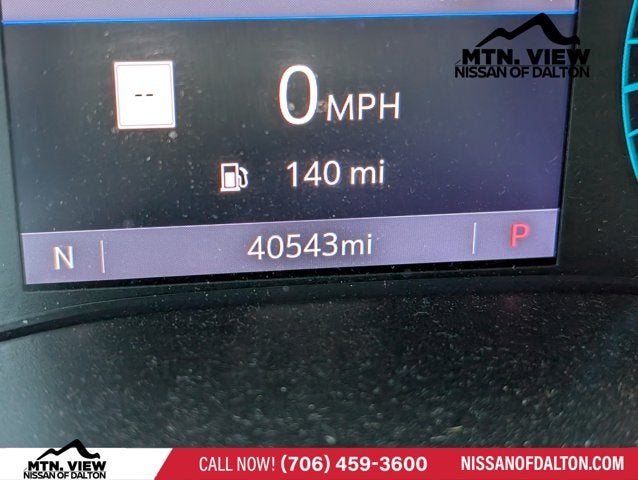 MTN. VIEW
NISSAN OF DALTON
--
0 MPH
140 mi
N 40543mi P
MTN. VIEW
NISSAN OF DALTON
CALL NOW! (706) 459-3600
NISSANOFDALTON.COM